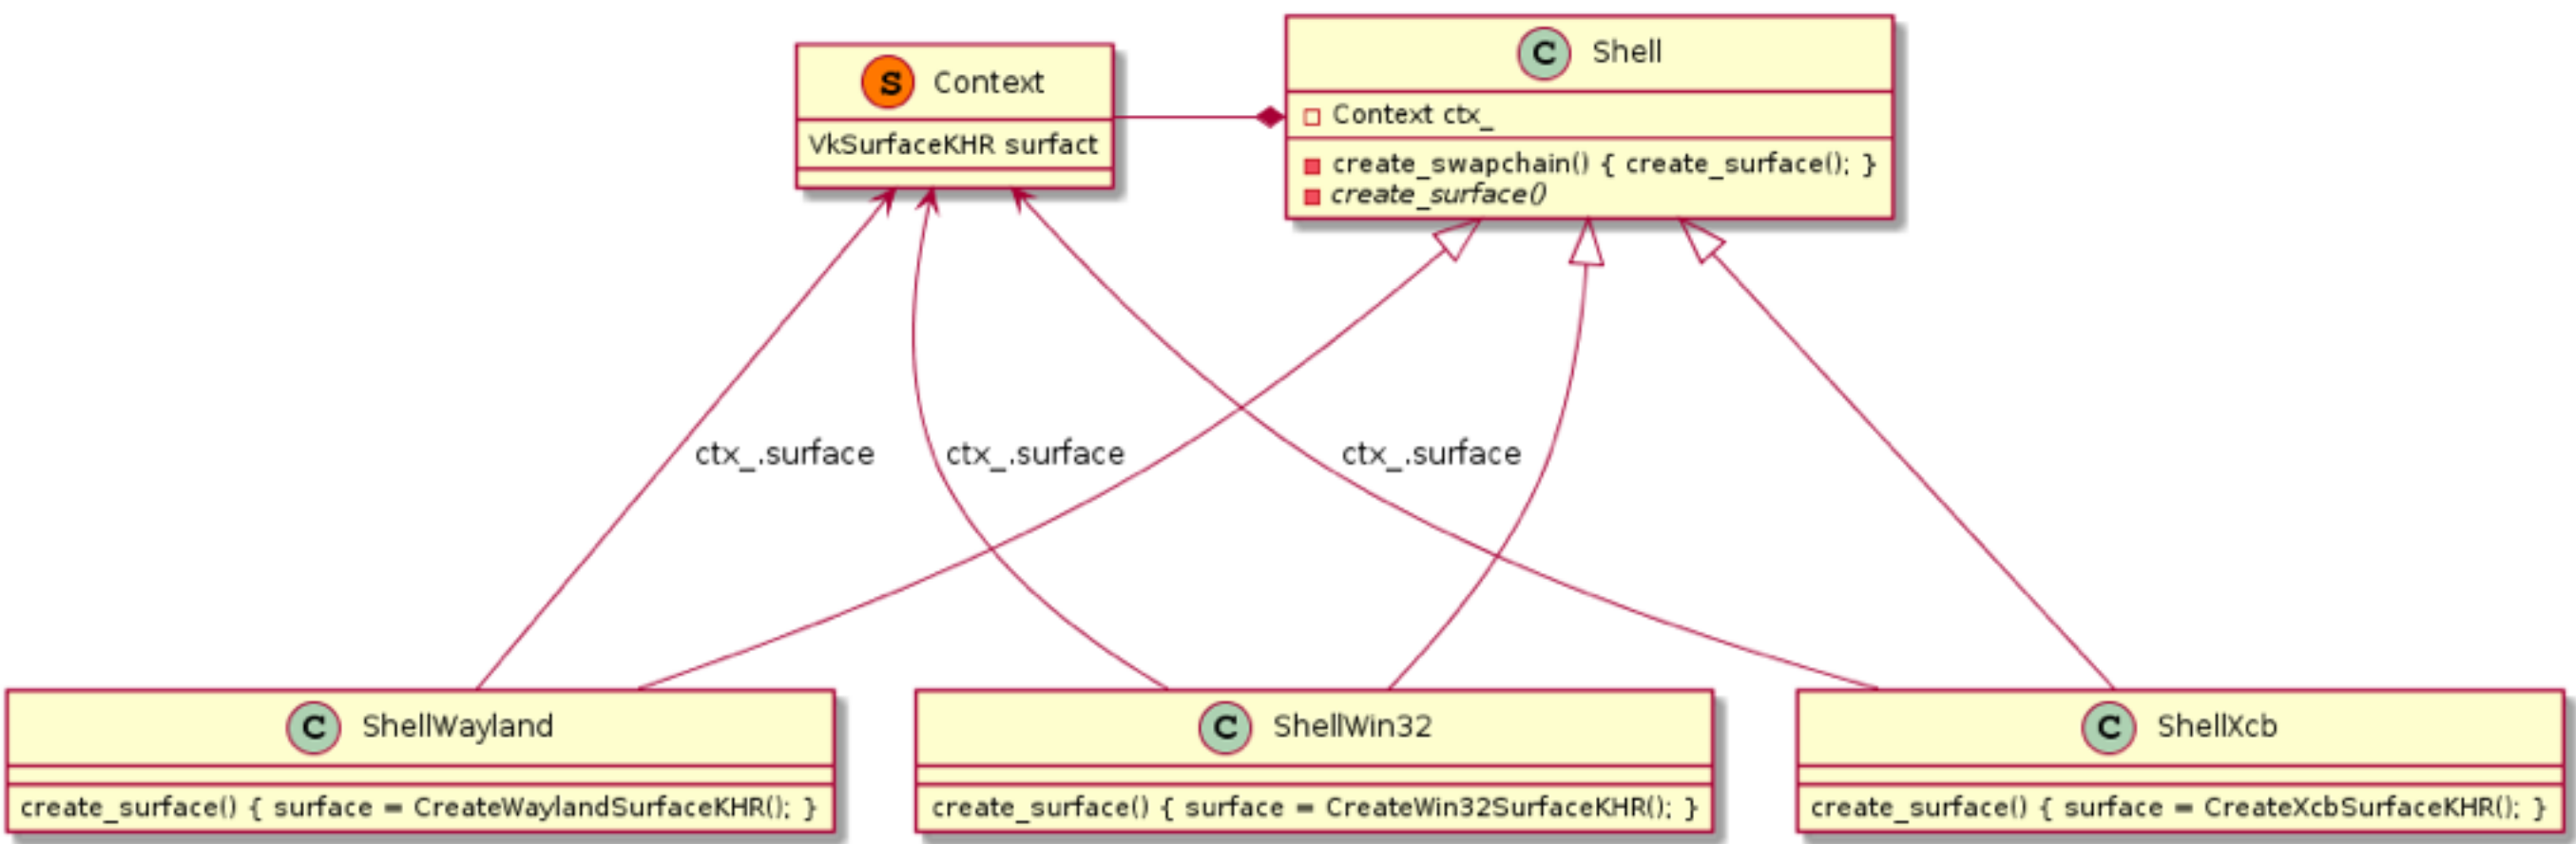 S Context
VkSurfaceKHR surfact
C Shell
Context ctx_
create_swapchain() { create_surface(); }
create_surface()
ctx_.surface
ctx_.surface
ctx_.surface
C ShellWayland
create_surface() { surface = CreateWaylandSurfaceKHR(); }
C ShellWin32
create_surface() { surface = CreateWin32SurfaceKHR(); }
C ShellXcb
create_surface() { surface = CreateXcbSurfaceKHR(); }